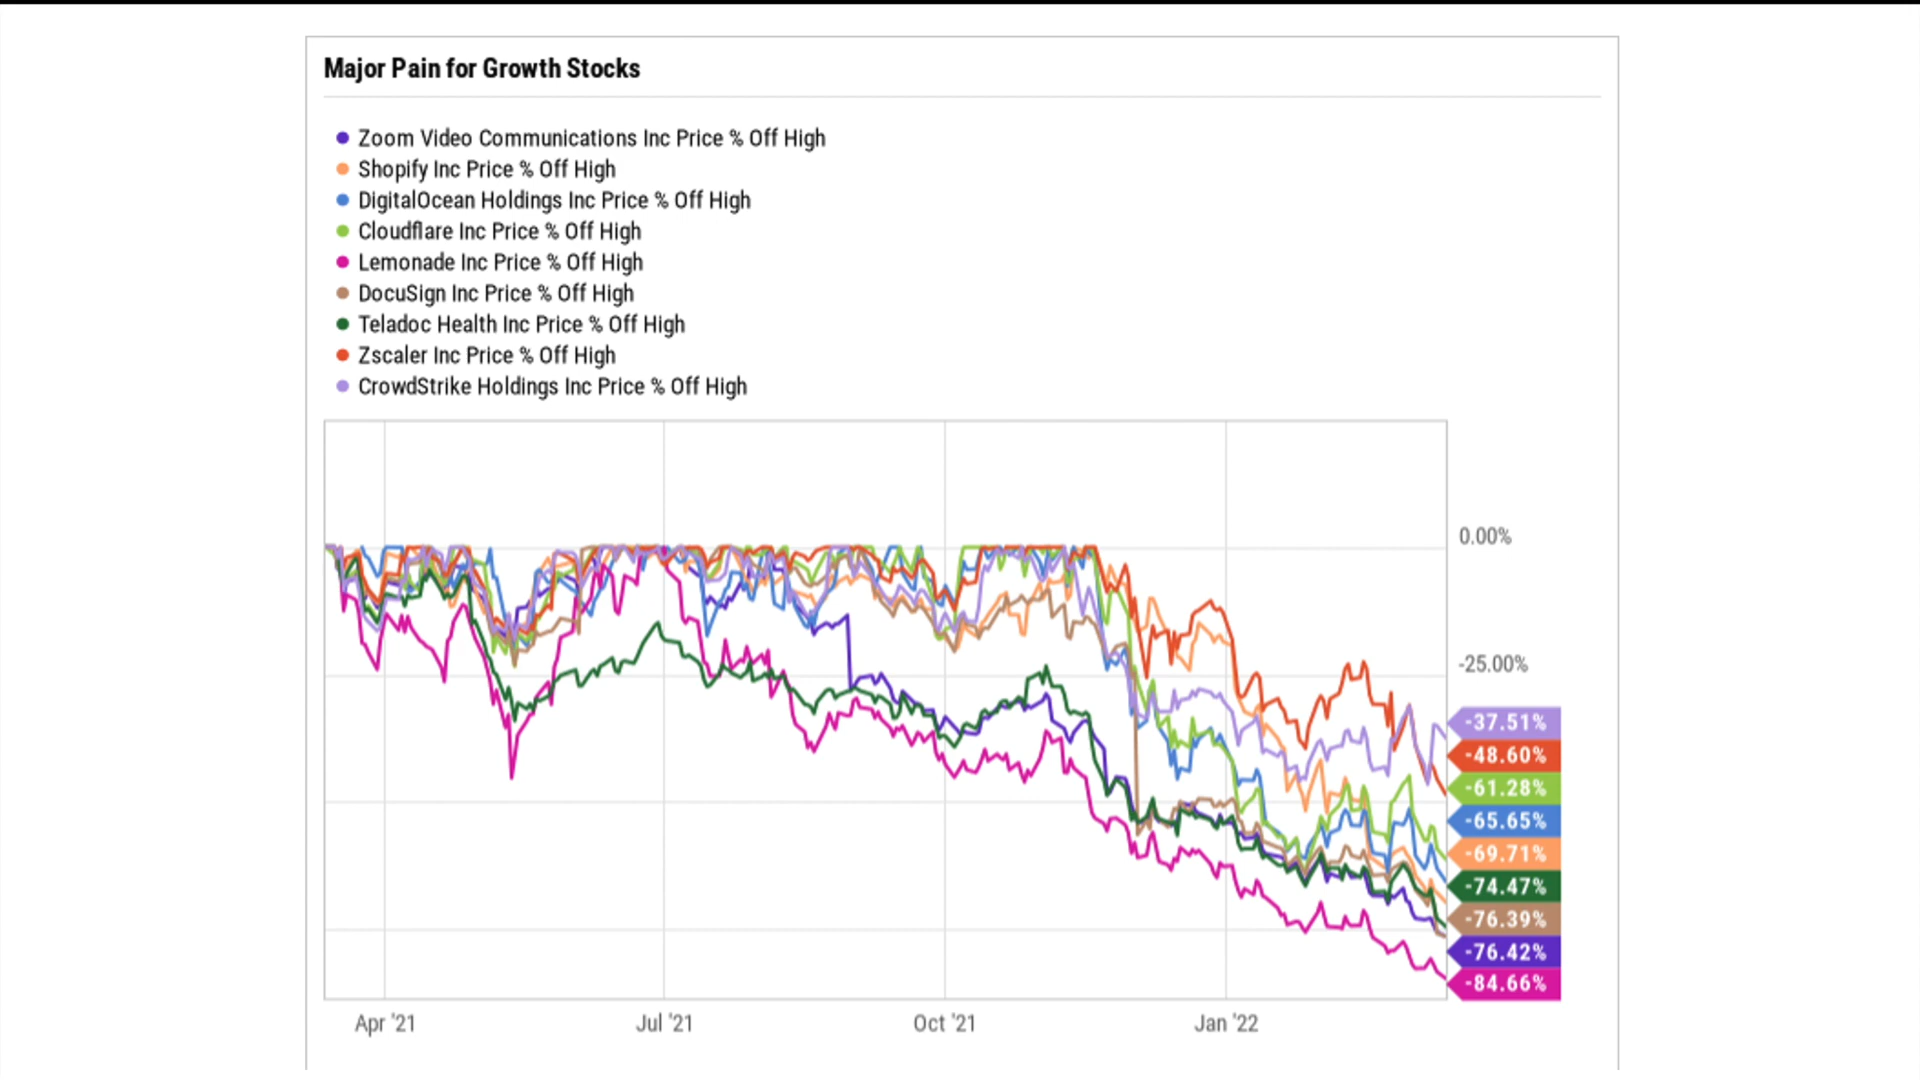 Major Pain for Growth Stocks
Zoom Video Communications Inc Price % Off High
Shopify Inc Price % Off High
DigitalOcean Holdings Inc Price % Off High
Cloudflare Inc Price % Off High
Lemonade Inc Price % Off High
DocuSign Inc Price % Off High
Teladoc Health Inc Price % Off High
Zscaler Inc Price % Off High
CrowdStrike Holdings Inc Price % Off High
0.00%
-25.00%
-37.51%
-48.60%
-61.28%
-65.65%
-69.71%
-74.47%
-76.39%
-76.42%
-84.66%
Apr '21 Jul '21 Oct '21 Jan '22